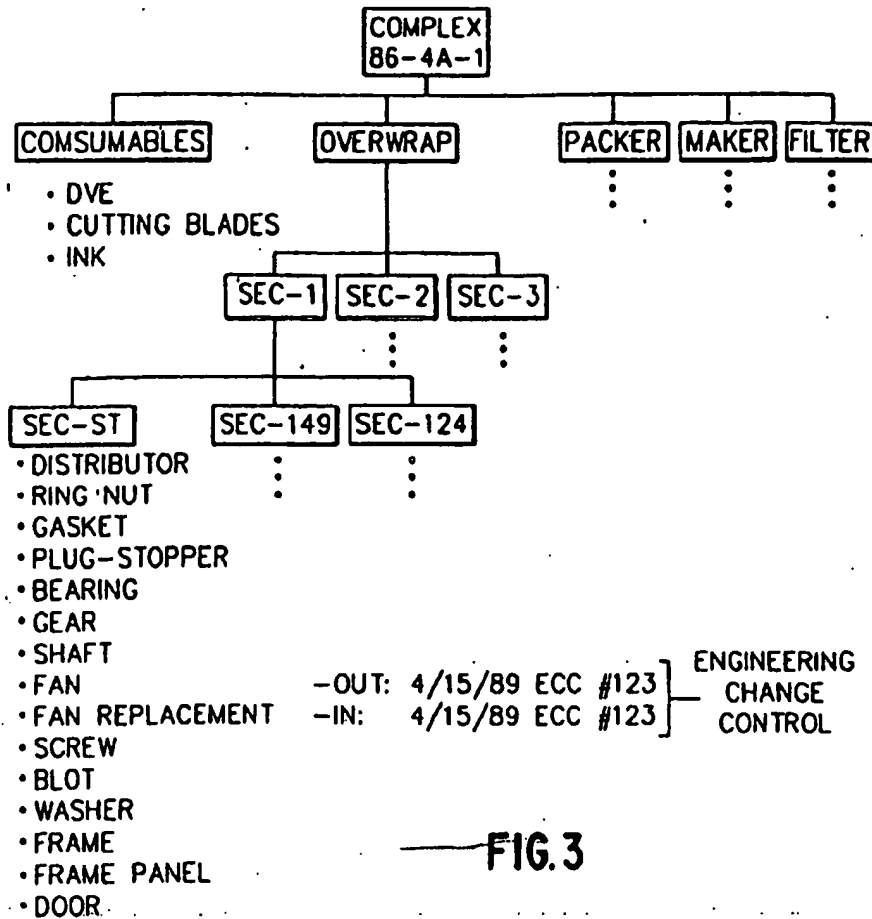 COMPLEX
86-4A-1
COMSUMABLES OVERWRAP PACKER MAKER FILTER
• DVE
• CUTTING BLADES
• INK
SEC-1 SEC-2 SEC-3
SEC-ST SEC-149 SEC-124
• DISTRIBUTOR
• RING NUT
• GASKET
• PLUG-STOPPER
• BEARING
• GEAR
• SHAFT
• FAN -OUT: 4/15/89 ECC #123
• FAN REPLACEMENT -IN: 4/15/89 ECC #123
ENGINEERING
CHANGE
CONTROL
• SCREW
• BLOT
• WASHER
• FRAME
• FRAME PANEL
• DOOR
FIG.3